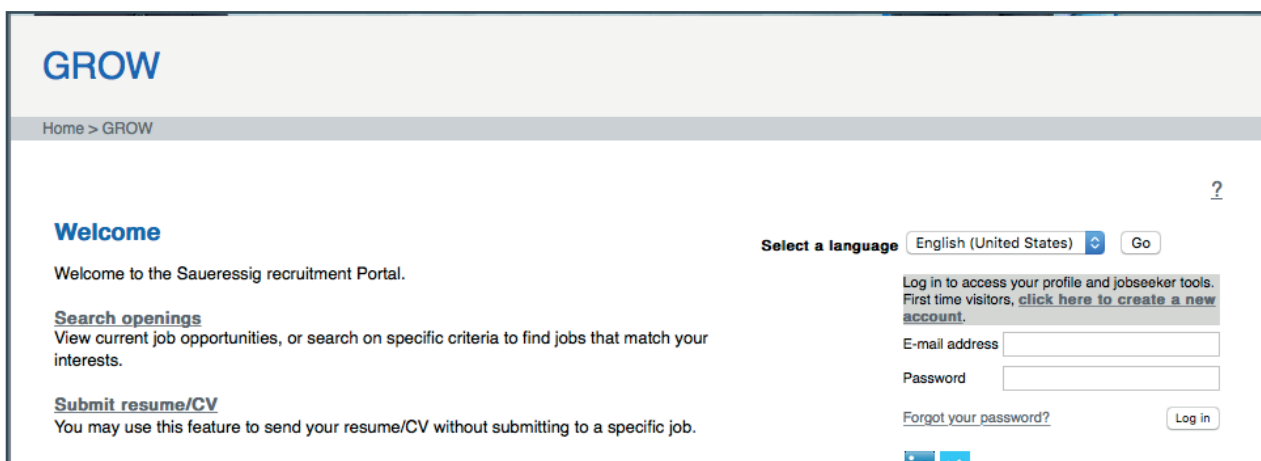 GROW
Home > GROW
?
Welcome
Welcome to the Saueressig recruitment Portal.
Search openings
View current job opportunities, or search on specific criteria to find jobs that match your
interests.
Submit resume/CV
You may use this feature to send your resume/CV without submitting to a specific job.
Select a language English (United States) Go
Log in to access your profile and jobseeker tools.
First time visitors, click here to create a new
account.
E-mail address
Password
Forgot your password? Log in